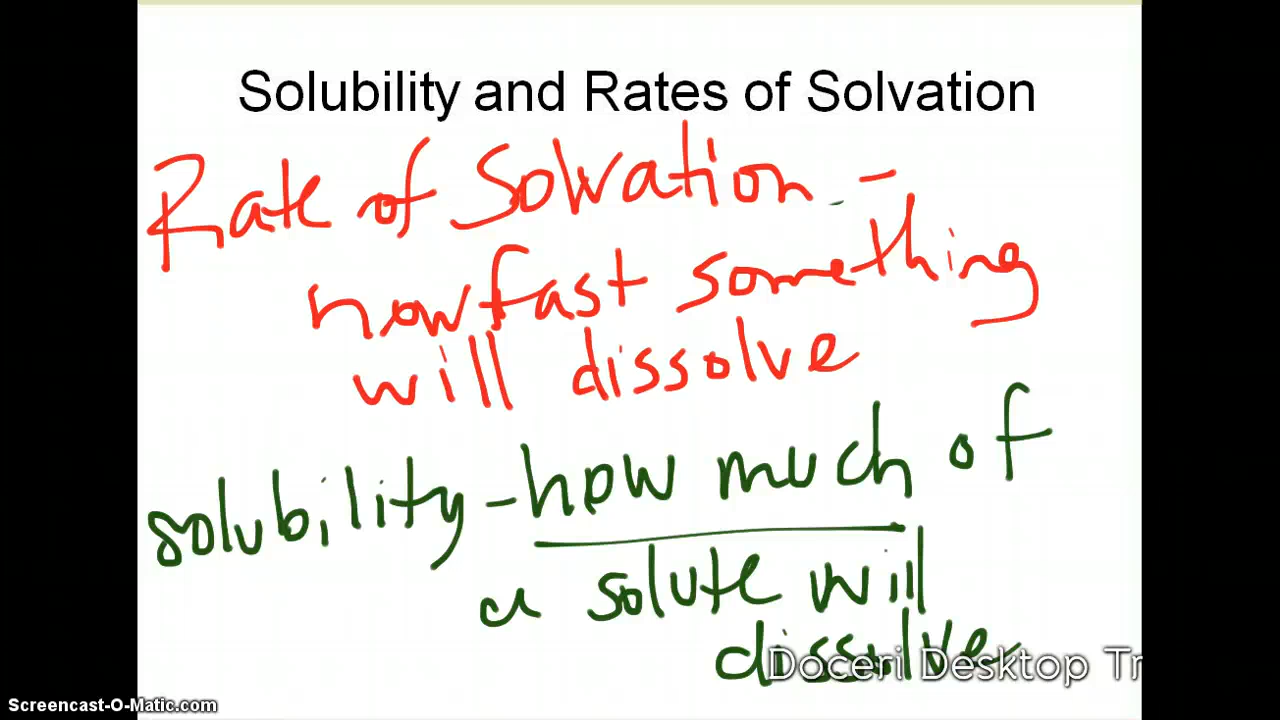 Solubility and Rates of Solvation
Rate of Solvation -
how fast something
will dissolve
solubility - how much of
a solute will
dissolve
Doceri Desktop Tr
Screencast-O-Matic.com